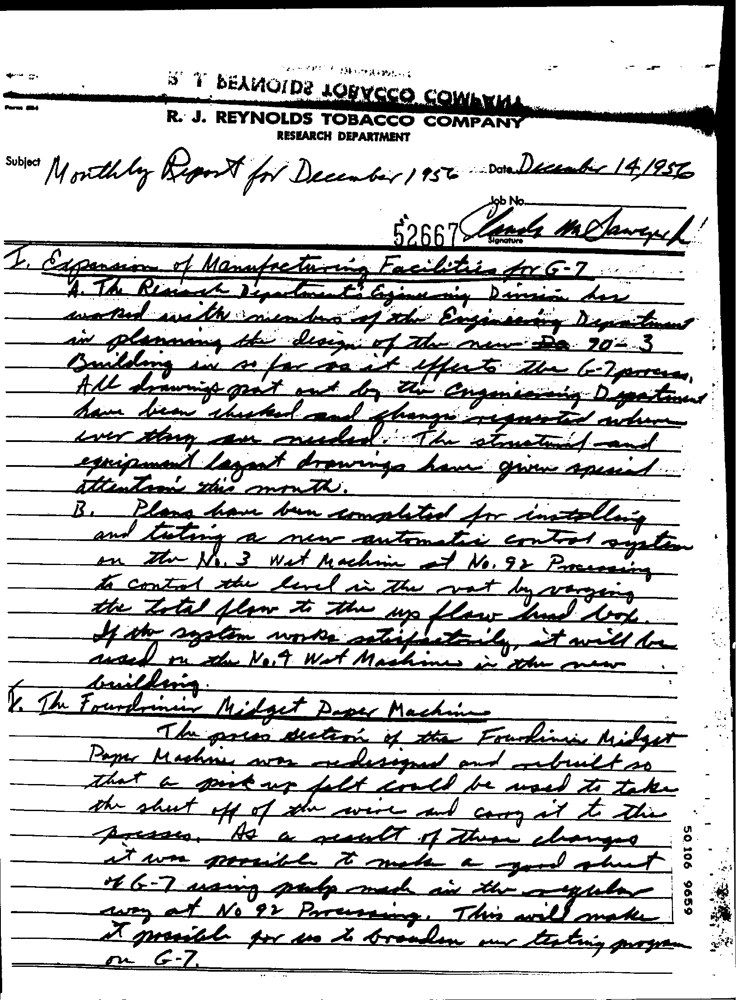 R. J. REYNOLDS TOBACCO COMPANY
RESEARCH DEPARTMENT
Subject Monthly Report for December 1956 Date December 14, 1956
Job No.
52667
Signature
I. Expansion of Manufacturing Facilities for G-7
A. The Research Department's Engineering Division has
worked with members of the Engineering Department
in planning the design of the new 90-3
Building in so far as it effects the G-7 process.
All drawings put out by the Engineering Department
have been checked and changes requested where
ever they are needed. The structural and
equipment layout drawings have given special
attention this month.
B. Plans have been completed for installing
and testing a new automatic control system
on the No. 3 Wet Machine at No. 92 Processing
to control the level in the vat by varying
the total flow to the up flow head box.
If the system works satisfactorily, it will be
used on the No. 4 Wet Machine in the new
building.
V. The Fourdrinier Midget Paper Machine
The press section of the Fourdinier Midget
Paper Machine was redesigned and rebuilt so
that a pick up felt could be used to take
the sheet off of the wire and carry it to the
presses. As a result of these changes
it was possible to make a good sheet
of G-7 using pulp made in the regular
way at No 92 Processing. This will make
it possible for us to broaden our testing program
on G-7.
50106 9659